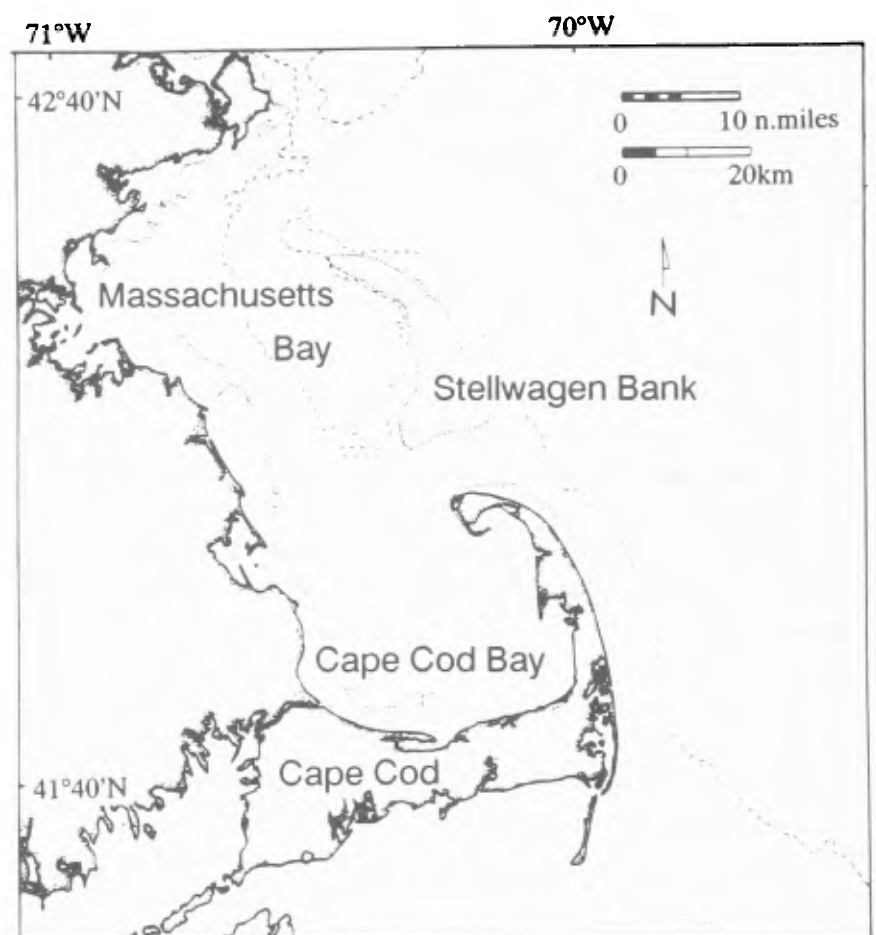 71°W 70°W
42°40'N
0 10 n.miles
0 20km
N
Massachusetts
Bay
Stellwagen Bank
Cape Cod Bay
Cape Cod
41°40'N